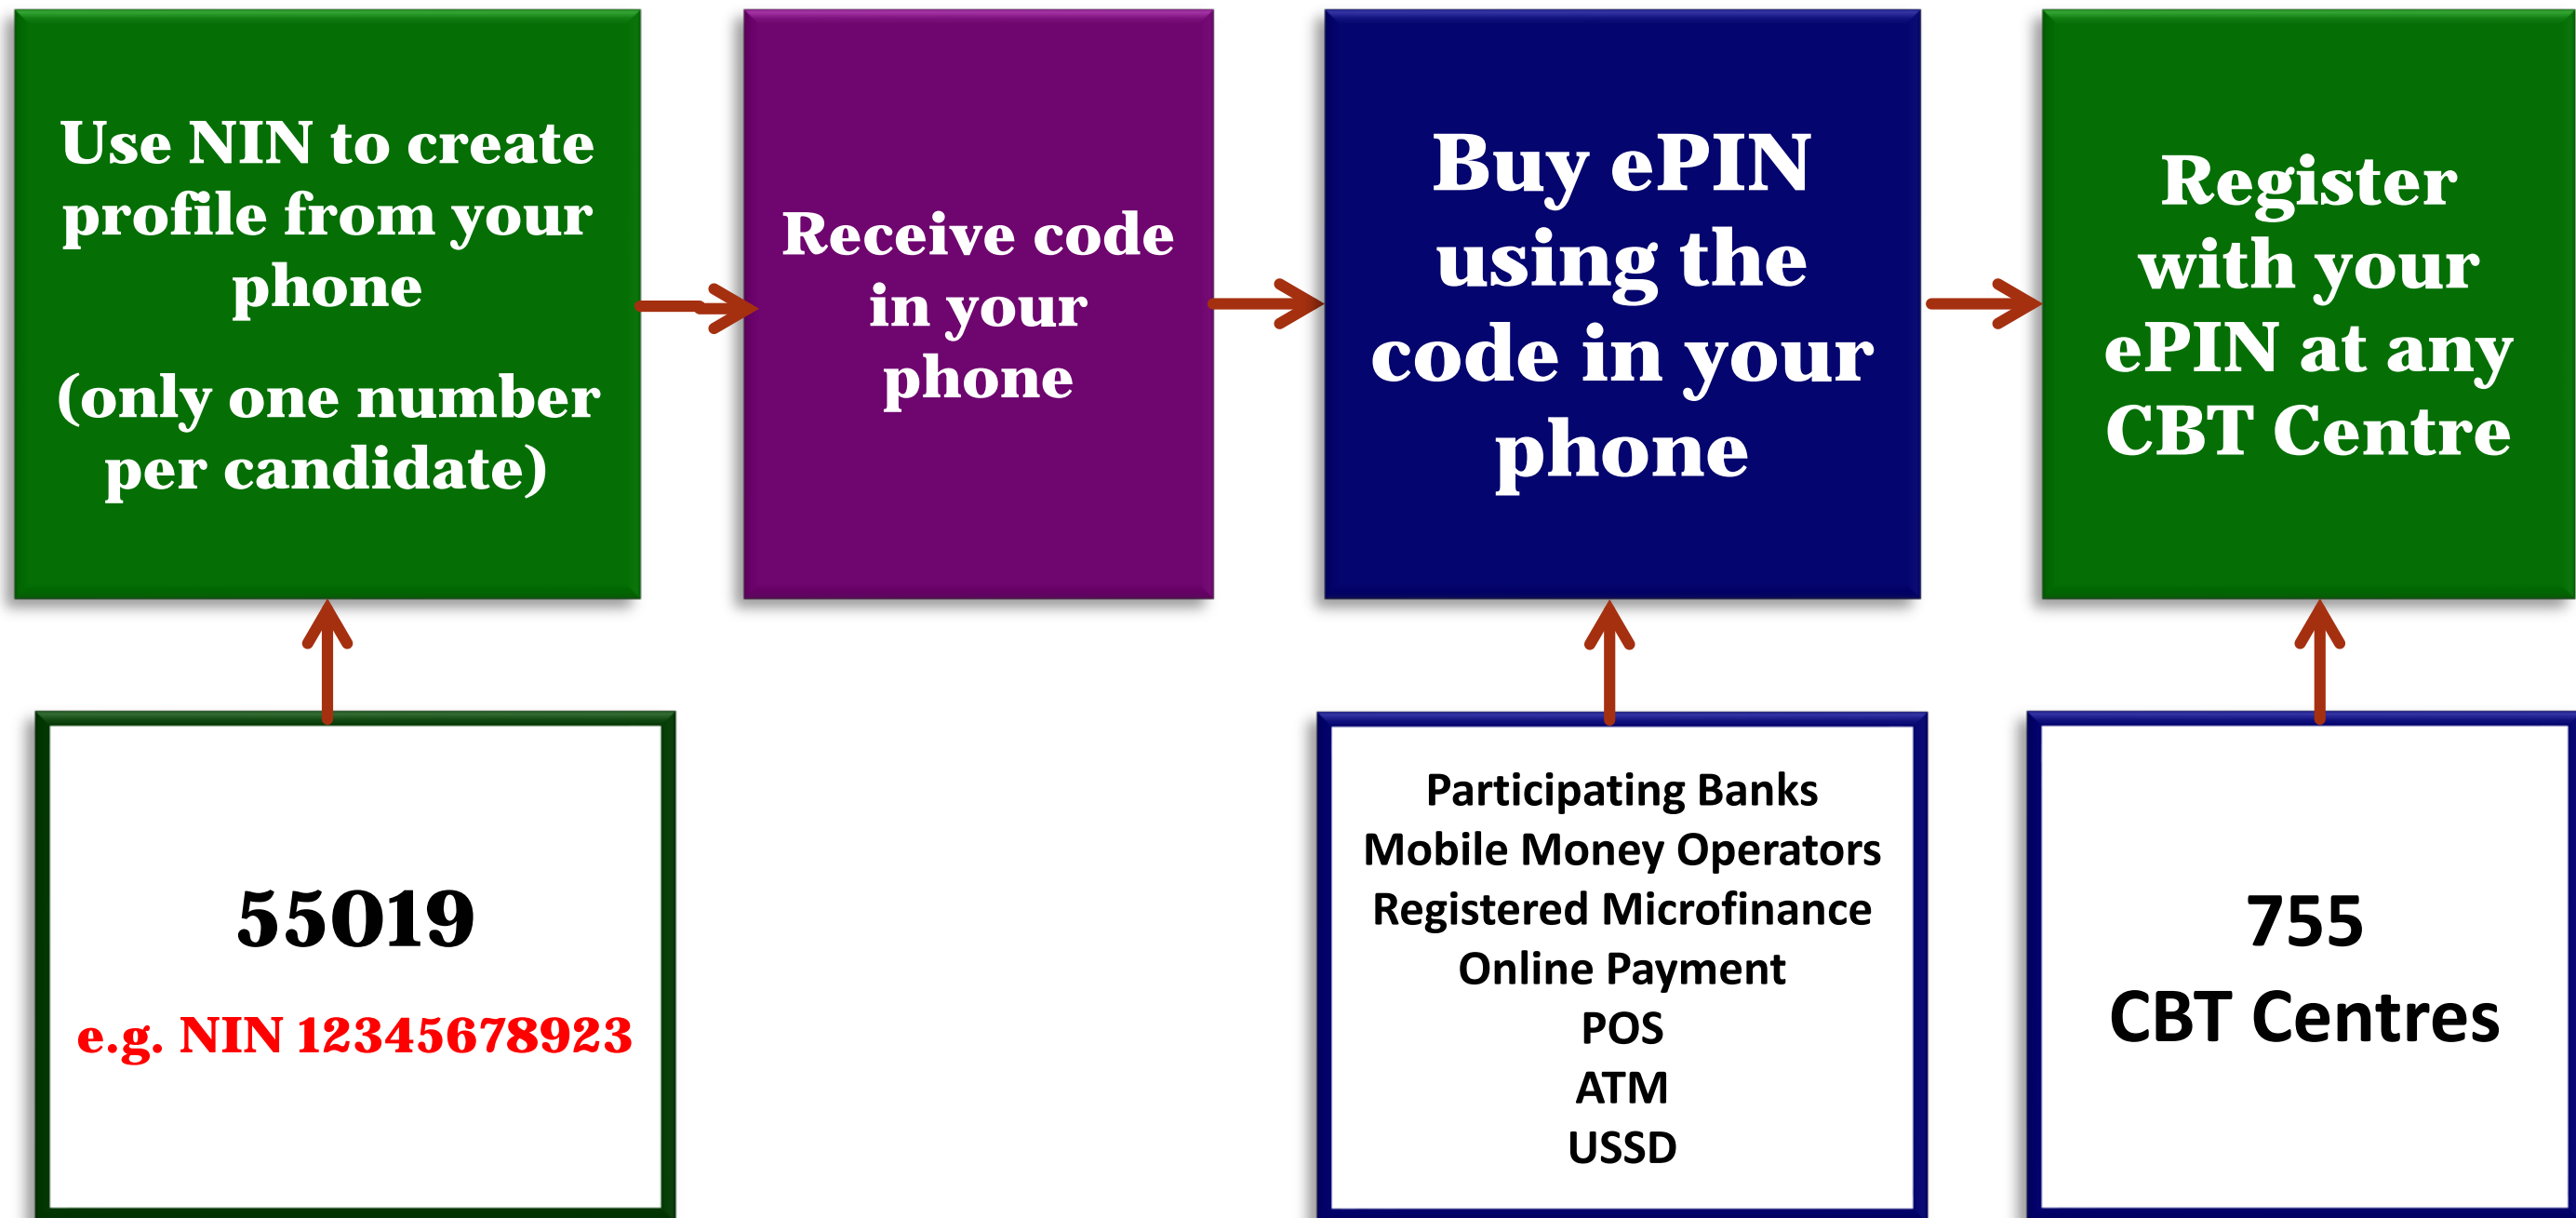 Use NIN to create
profile from your
phone
(only one number
per candidate)
Receive code
in your
phone
Buy ePIN
using the
code in your
phone
Register
with your
ePIN at any
CBT Centre
55019
e.g. NIN 12345678923
Participating Banks
Mobile Money Operators
Registered Microfinance
Online Payment
POS
ATM
USSD
755
CBT Centres